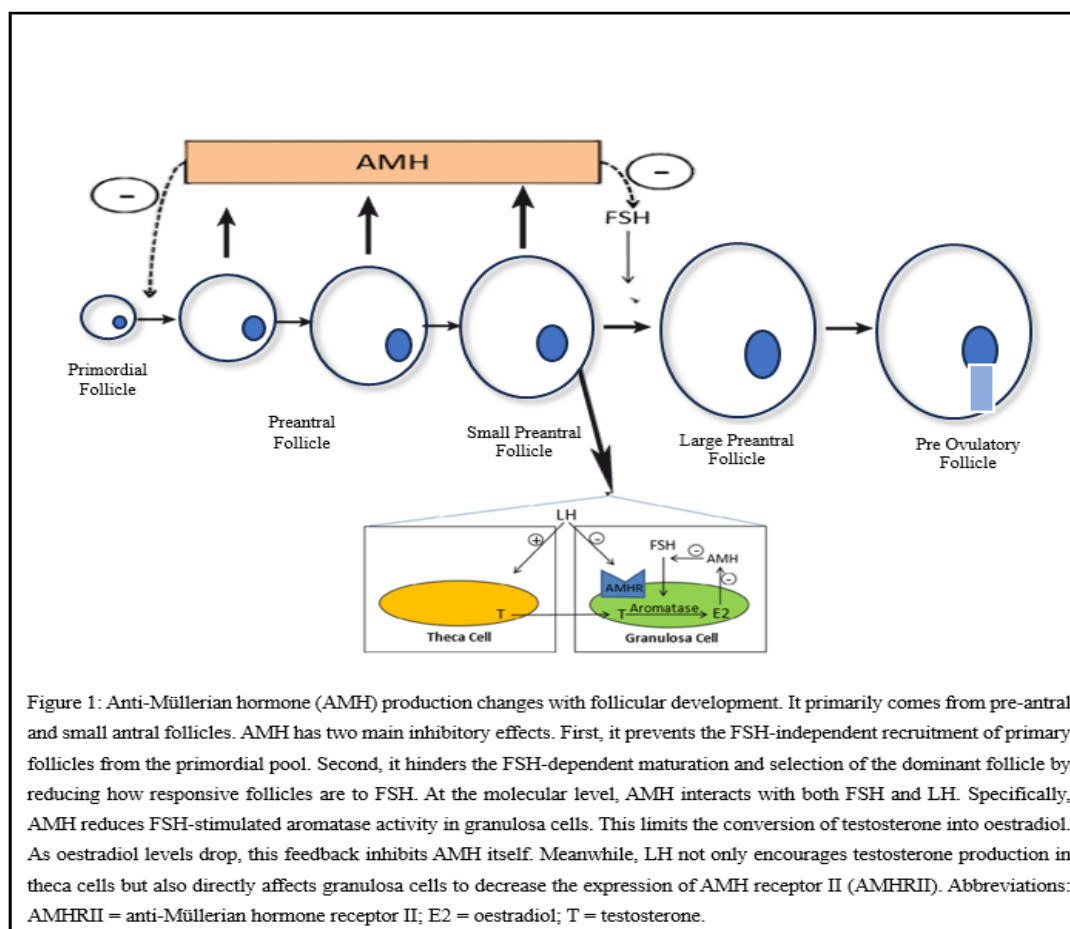 AMH
-
-
FSH
Primordial
Follicle
Preantral
Follicle
Small Preantral
Follicle
Large Preantral
Follicle
Pre Ovulatory
Follicle
LH
+
-
FSH
-
AMH
-
AMHR
T
T
Aromatase
E2
Theca Cell
Granulosa Cell
Figure 1: Anti-Müllerian hormone (AMH) production changes with follicular development. It primarily comes from pre-antral
and small antral follicles. AMH has two main inhibitory effects. First, it prevents the FSH-independent recruitment of primary
follicles from the primordial pool. Second, it hinders the FSH-dependent maturation and selection of the dominant follicle by
reducing how responsive follicles are to FSH. At the molecular level, AMH interacts with both FSH and LH. Specifically,
AMH reduces FSH-stimulated aromatase activity in granulosa cells. This limits the conversion of testosterone into oestradiol.
As oestradiol levels drop, this feedback inhibits AMH itself. Meanwhile, LH not only encourages testosterone production in
theca cells but also directly affects granulosa cells to decrease the expression of AMH receptor II (AMHRII). Abbreviations:
AMHRII = anti-Müllerian hormone receptor II; E2 = oestradiol; T = testosterone.